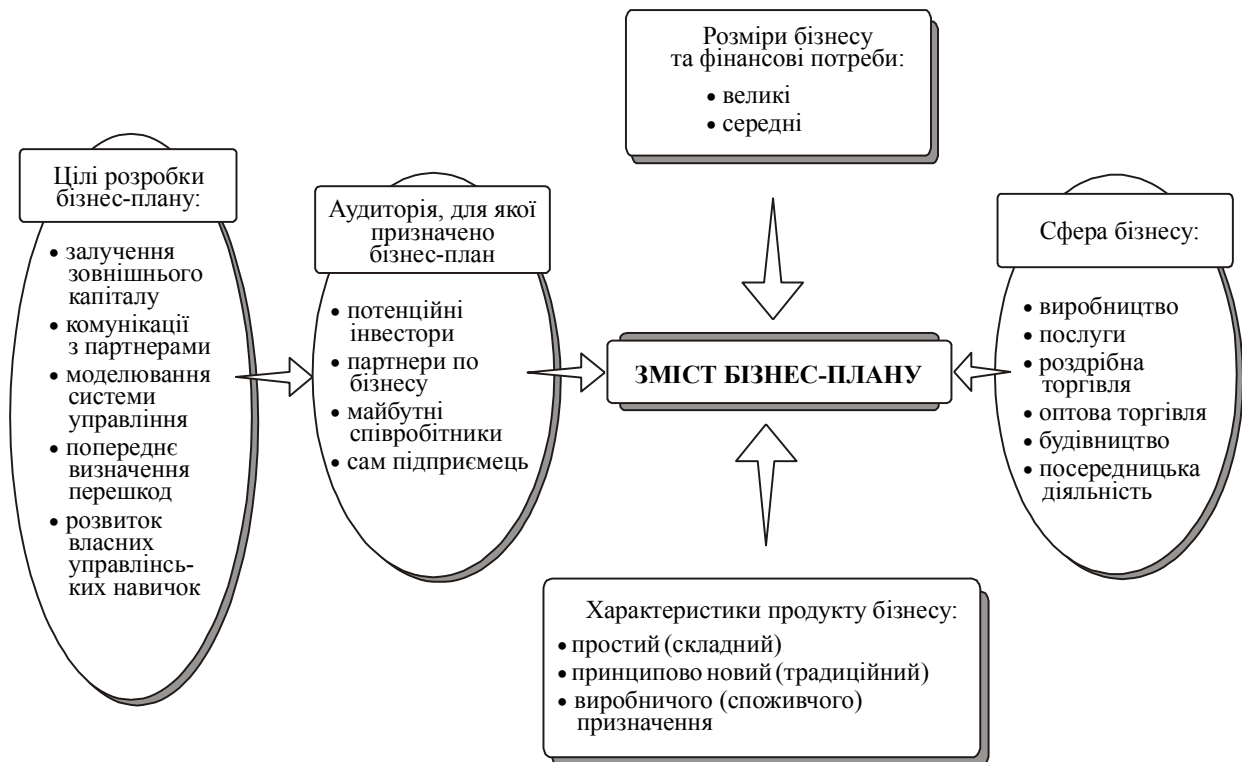 Розміри бізнесу
та фінансові потреби:
• великі
• середні
Цілі розробки
бізнес-плану:
• залучення
зовнішнього
капіталу
• комунікації
з партнерами
• моделювання
системи
управління
• попереднє
визначення
перешкод
• розвиток
власних
управлінсь-
ких навичок
Аудиторія, для якої
призначено
бізнес-план
• потенційні
інвестори
• партнери по
бізнесу
• майбутні
співробітники
• сам підприємець
ЗМІСТ БІЗНЕС-ПЛАНУ
Сфера бізнесу:
• виробництво
• послуги
• роздрібна
торгівля
• оптова торгівля
• будівництво
• посередницька
діяльність
Характеристики продукту бізнесу:
• простий (складний)
• принципово новий (традиційний)
• виробничого (споживчого)
призначення